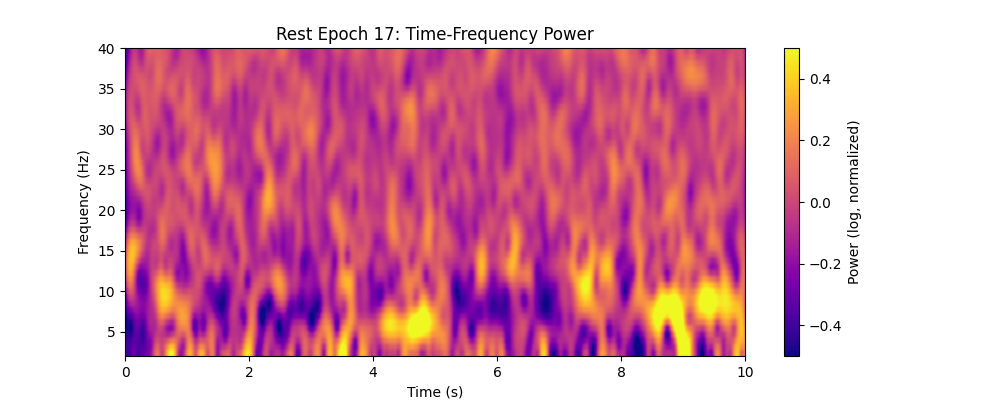 Rest Epoch 17: Time-Frequency Power
40
35
30
25
20
15
10
5
Frequency (Hz)
0 2 4 6 8 10
Time (s)
0.4
0.2
0.0
−0.2
−0.4
Power (log, normalized)